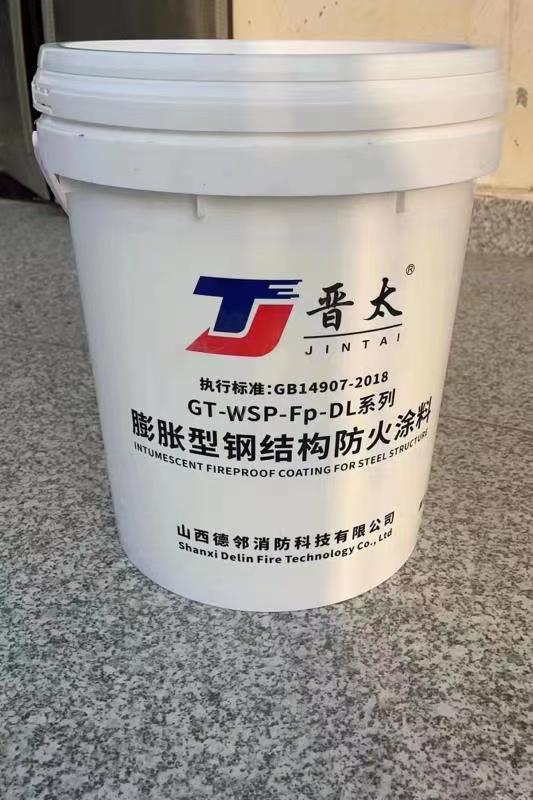 TJ 晋太®
JINTAI
执行标准:GB14907-2018
GT-WSP-Fp-DL系列
膨胀型钢结构防火涂料
INTUMESCENT FIREPROOF COATING FOR STEEL STRUCTURE
山西德邻消防科技有限公司
Shanxi Delin Fire Technology Co., Ltd